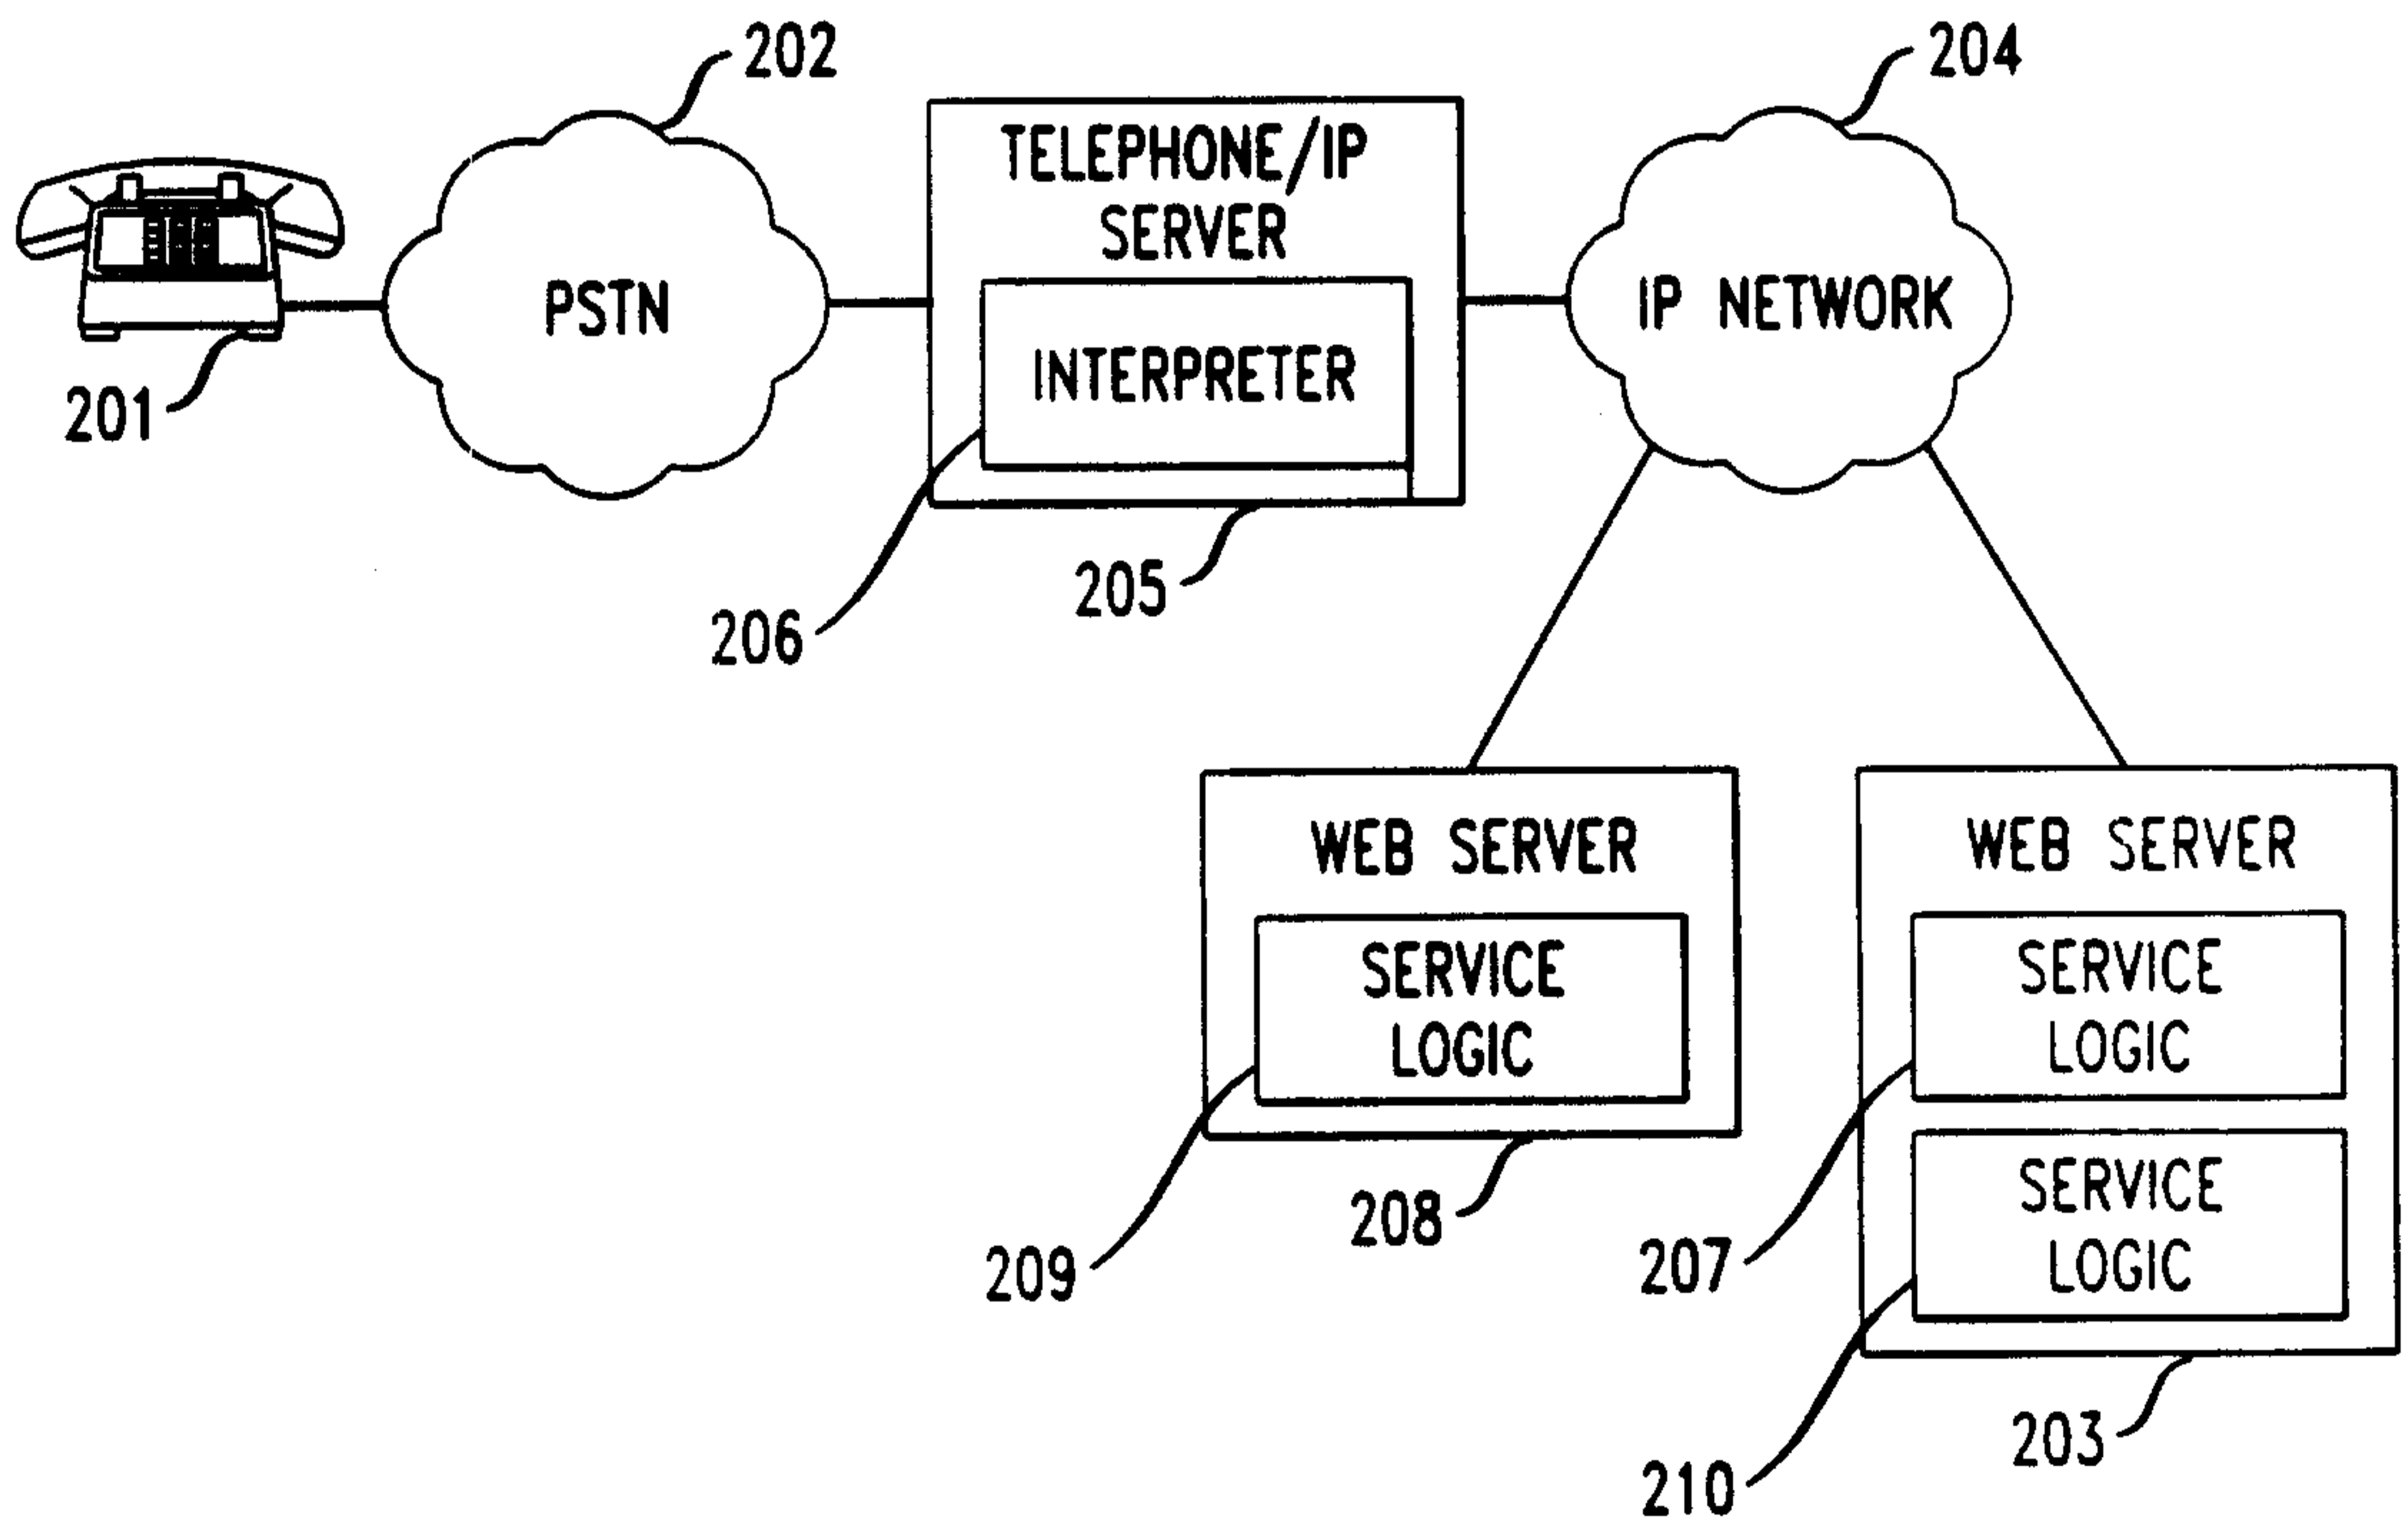 202
204
TELEPHONE/IP
SERVER
PSTN
IP NETWORK
INTERPRETER
201
205
206
WEB SERVER
WEB SERVER
SERVICE
LOGIC
SERVICE
LOGIC
SERVICE
LOGIC
208
209
207
203
210